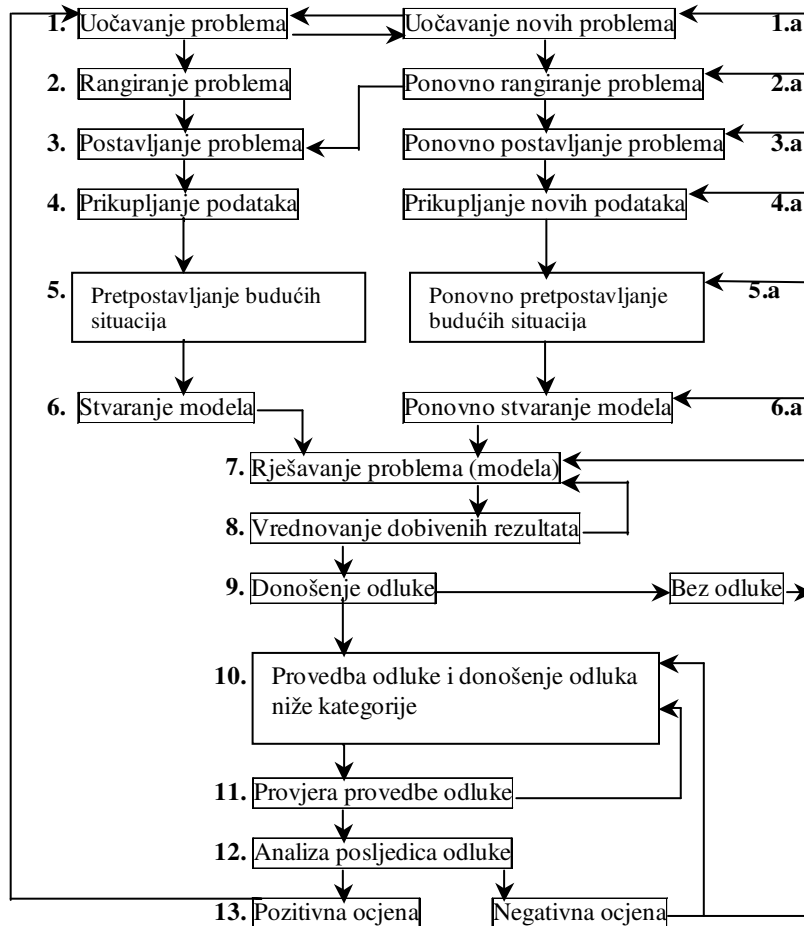 1. Uočavanje problema Uočavanje novih problema 1.a
2. Rangiranje problema Ponovno rangiranje problema 2.a
3. Postavljanje problema Ponovno postavljanje problema 3.a
4. Prikupljanje podataka Prikupljanje novih podataka 4.a
5. Pretpostavljanje budućih
situacija
Ponovno pretpostavljanje 5.a
budućih situacija
6. Stvaranje modela Ponovno stvaranje modela 6.a
7. Rješavanje problema (modela)
8. Vrednovanje dobivenih rezultata
9. Donošenje odluke Bez odluke
10. Provedba odluke i donošenje odluka
niže kategorije
11. Provjera provedbe odluke
12. Analiza posljedica odluke
13. Pozitivna ocjena Negativna ocjena